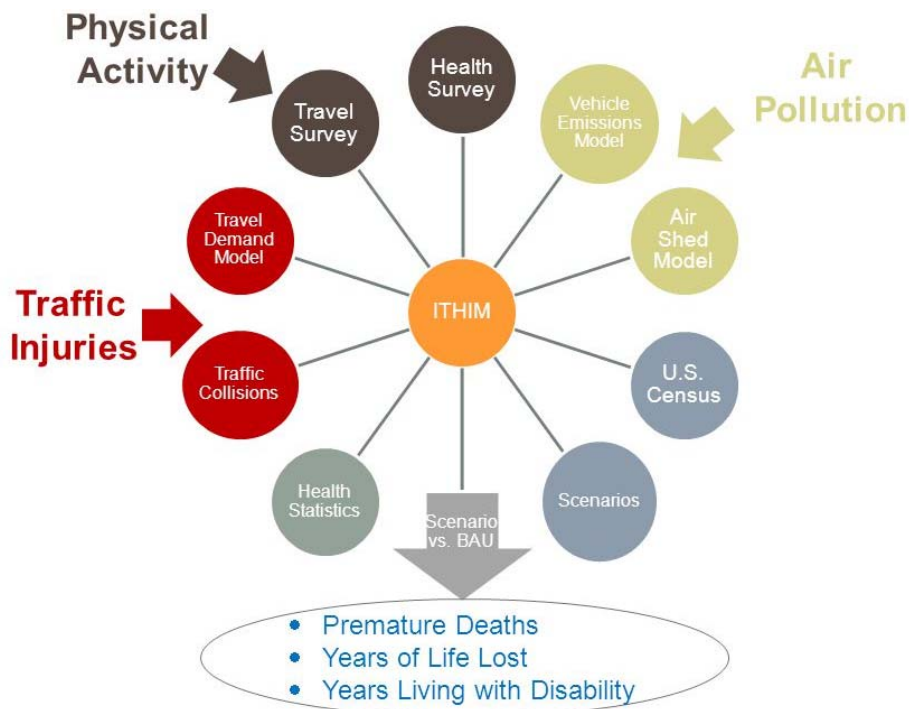 Physical
Activity
Health
Survey
Travel
Survey
Vehicle
Emissions
Model
Air
Pollution
Travel
Demand
Model
Air
Shed
Model
ITHIM
Traffic
Injuries
Traffic
Collisions
U.S.
Census
Health
Statistics
Scenario
vs. BAU
Scenarios
• Premature Deaths
• Years of Life Lost
• Years Living with Disability